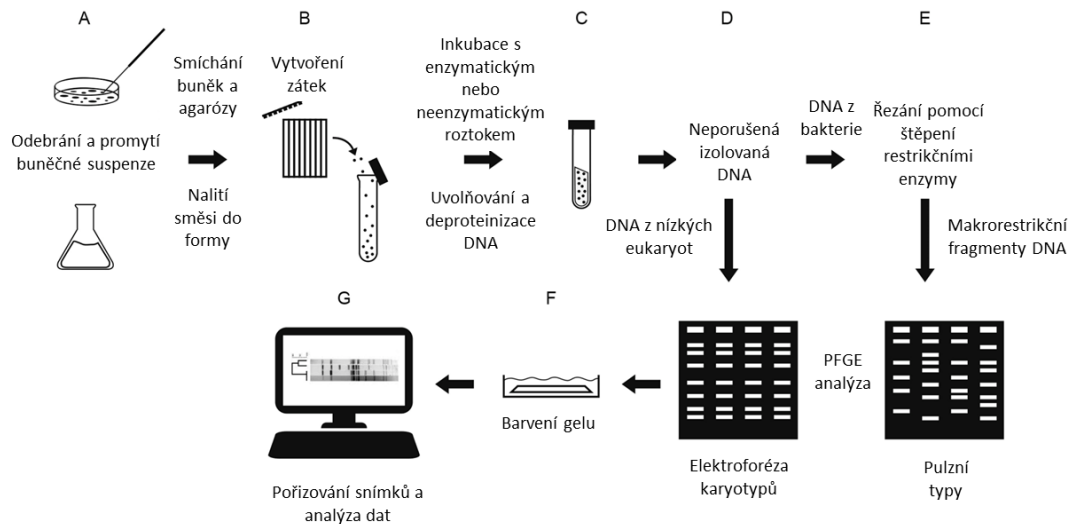 A
Odebrání a promytí
buněčné suspenze
Smíchání
buněk a
agarózy
Nalití
směsi do
formy
B
Vytvoření
zátek
Inkubace s
enzymatickým
nebo
neenzymatickým
roztokem
Uvolňování a
deproteinizace
DNA
C
D
Neporušená
izolovaná
DNA
DNA z
bakterie
E
Řezání pomocí
štěpení
restrikčními
enzymy
DNA z nízkých
eukaryot
Makrorestrikční
fragmenty DNA
PFGE
analýza
Elektroforéza
karyotypů
Pulzní
typy
F
Barvení gelu
G
Pořizování snímků a
analýza dat